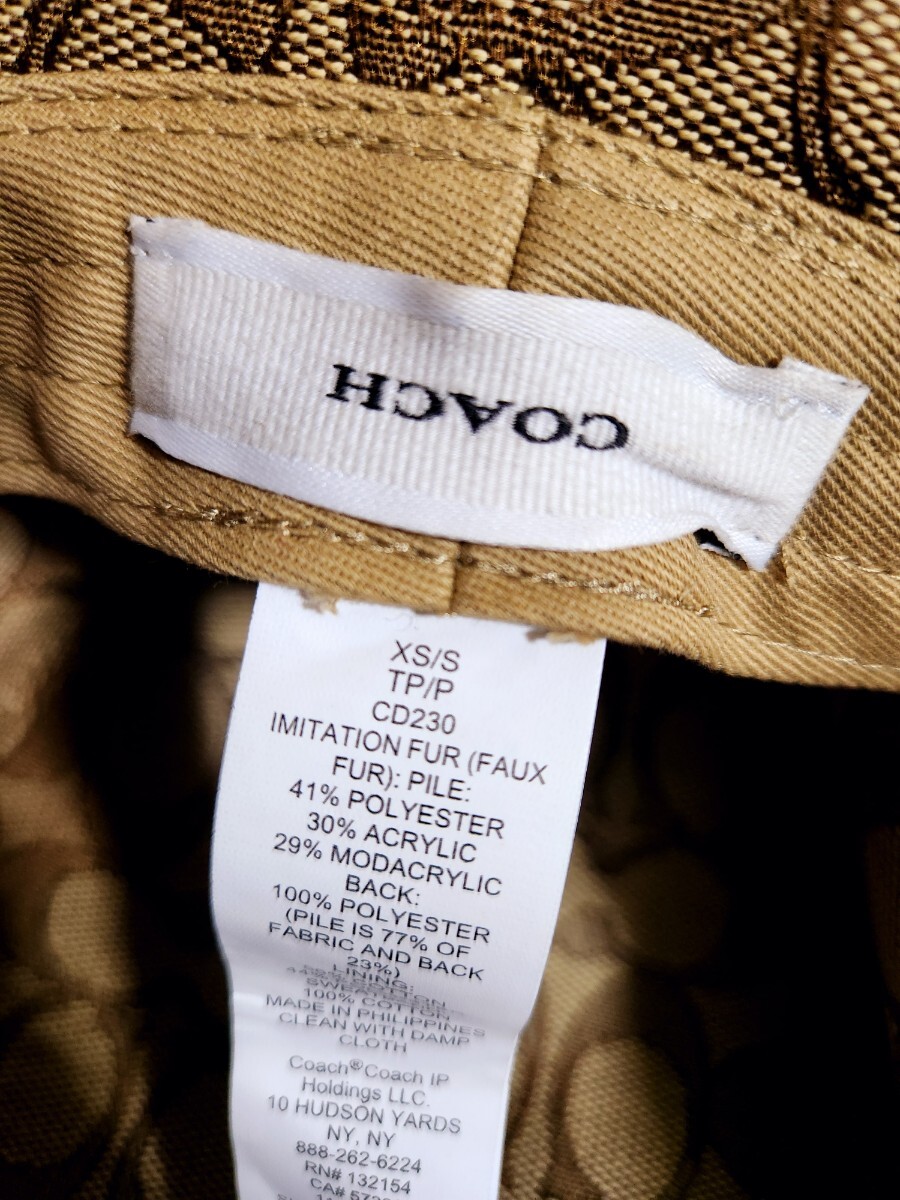 COACH
XS/S
TP/P
CD230
IMITATION FUR (FAUX
FUR): PILE:
41% POLYESTER
30% ACRYLIC
29% MODACRYLIC
BACK:
100% POLYESTER
(PILE IS 77% OF
FABRIC AND BACK
23%)
LINING:
COTTON
100% COTTON
MADE IN PHILIPPINES
CLEAN WITH DAMP
CLOTH
Coach®Coach IP
Holdings LLC.
10 HUDSON YARDS
NY, NY
888-262-6224
RN# 132154
CA#